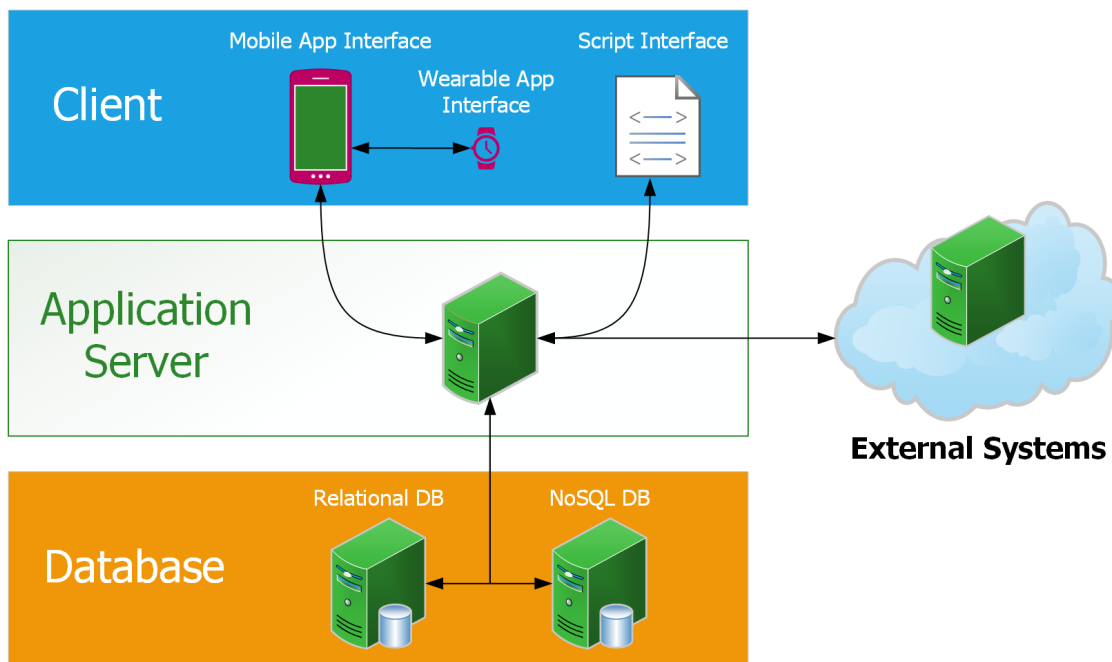 Mobile App Interface
Script Interface
Wearable App
Interface
Client
Application
Server
External Systems
Relational DB
NoSQL DB
Database